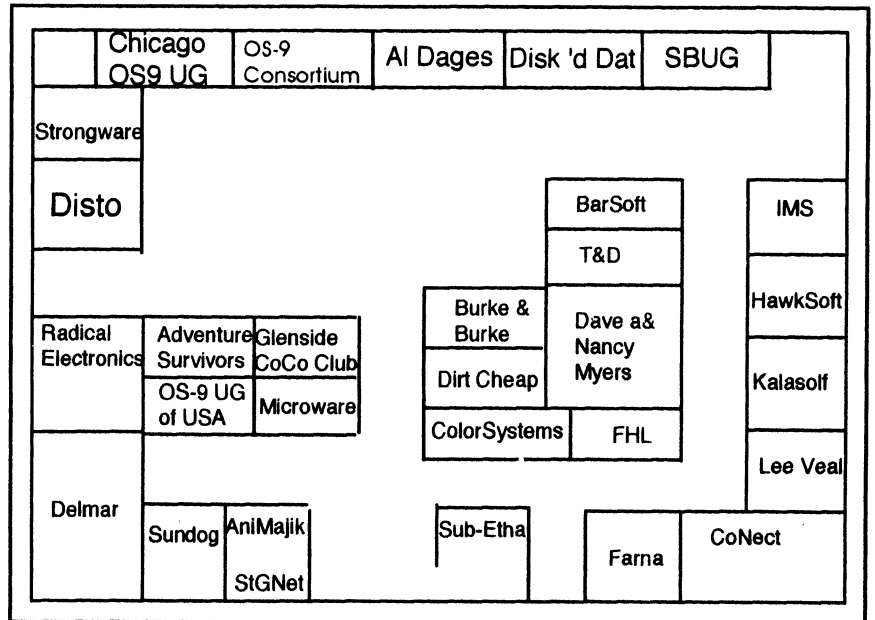 Chicago
OS9 UG
OS-9
Consortium
Al Dages
Disk 'd Dat
SBUG
Strongware
Disto
BarSoft
IMS
T&D
HawkSoft
Burke &
Burke
Dave a&
Nancy
Myers
Radical
Electronics
Adventure
Survivors
Glenside
CoCo Club
Dirt Cheap
Kalasolf
OS-9 UG
of USA
Microware
ColorSystems
FHL
Lee Veal
Delmar
Sundog
AniMajik
StGNet
Sub-Etha
Farna
CoNect